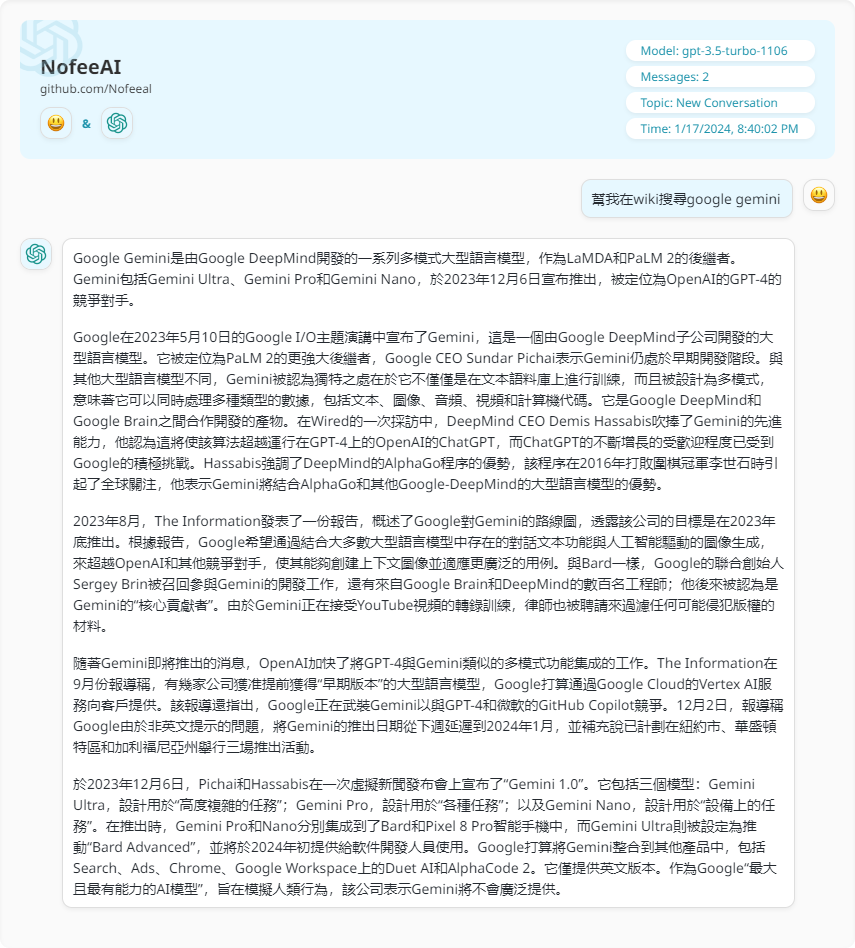 NofeeAI
github.com/Nofeeal
&
Model: gpt-3.5-turbo-1106
Messages: 2
Topic: New Conversation
Time: 1/17/2024, 8:40:02 PM
幫我在wiki搜尋google gemini
Google Gemini是由Google DeepMind開發的一系列多模式大型語言模型，作為LaMDA和PaLM 2的後繼者。
Gemini包括Gemini Ultra、Gemini Pro和Gemini Nano，於2023年12月6日宣布推出，被定位為OpenAI的GPT-4的
競爭對手。
Google在2023年5月10日的Google I/O主題演講中宣布了Gemini，這是一個由Google DeepMind子公司開發的大
型語言模型。它被定位為PaLM 2的更強大後繼者，Google CEO Sundar Pichai表示Gemini仍處於早期開發階段。與
其他大型語言模型不同，Gemini被認為獨特之處在於它不僅僅是在文本語料庫上進行訓練，而且被設計為多模式，
意味著它可以同時處理多種類型的數據，包括文本、圖像、音頻、視頻和計算機代碼。它是Google DeepMind和
Google Brain之間合作開發的產物。在Wired的一次採訪中，DeepMind CEO Demis Hassabis吹捧了Gemini的先進
能力，他認為這將使該算法超越運行在GPT-4上的OpenAI的ChatGPT，而ChatGPT的不斷增長的受歡迎程度已受到
Google的積極挑戰。Hassabis強調了DeepMind的AlphaGo程序的優勢，該程序在2016年打敗圍棋冠軍李世石時引
起了全球關注，他表示Gemini將結合AlphaGo和其他Google-DeepMind的大型語言模型的優勢。
2023年8月，The Information發表了一份報告，概述了Google對Gemini的路線圖，透露該公司的目標是在2023年
底推出。根據報告，Google希望通過結合大多數大型語言模型中存在的對話文本功能與人工智能驅動的圖像生成，
來超越OpenAI和其他競爭對手，使其能夠創建上下文圖像並適應更廣泛的用例。與Bard一樣，Google的聯合創始人
Sergey Brin被召回參與Gemini的開發工作，還有來自Google Brain和DeepMind的數百名工程師；他後來被認為是
Gemini的“核心貢獻者”。由於Gemini正在接受YouTube視頻的轉錄訓練，律師也被聘請來過濾任何可能侵犯版權的
材料。
隨著Gemini即將推出的消息，OpenAI加快了將GPT-4與Gemini類似的多模式功能集成的工作。The Information在
9月份報導稱，有幾家公司獲准提前獲得“早期版本”的大型語言模型，Google打算通過Google Cloud的Vertex AI服
務向客戶提供。該報導還指出，Google正在武裝Gemini以與GPT-4和微軟的GitHub Copilot競爭。12月2日，報導稱
Google由於非英文提示的問題，將Gemini的推出日期從下週延遲到2024年1月，並補充說已計劃在紐約市、華盛頓
特區和加利福尼亞州舉行三場推出活動。
於2023年12月6日，Pichai和Hassabis在一次虛擬新聞發布會上宣布了“Gemini 1.0”。它包括三個模型：Gemini
Ultra，設計用於“高度複雜的任務”；Gemini Pro，設計用於“各種任務”；以及Gemini Nano，設計用於“設備上的任
務”。在推出時，Gemini Pro和Nano分別集成到了Bard和Pixel 8 Pro智能手機中，而Gemini Ultra則被設定為推
動“Bard Advanced”，並將於2024年初提供給軟件開發人員使用。Google打算將Gemini整合到其他產品中，包括
Search、Ads、Chrome、Google Workspace上的Duet AI和AlphaCode 2。它僅提供英文版本。作為Google“最大
且最有能力的AI模型”，旨在模擬人類行為，該公司表示Gemini將不會廣泛提供。